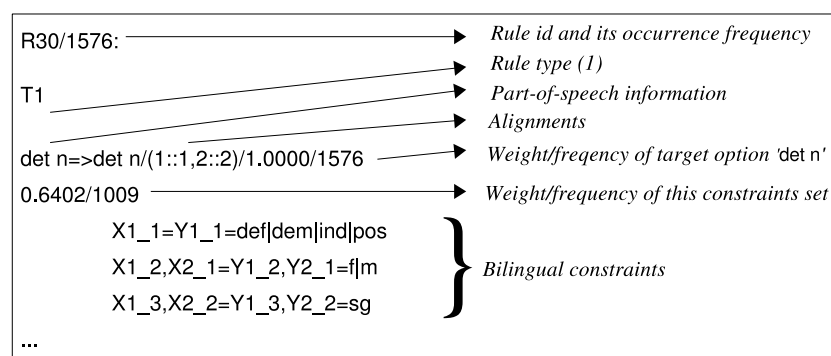 R30/1576: Rule id and its occurrence frequency
Rule type (1)
T1 Part-of-speech information
Alignments
det n=>det n/(1::1,2::2)/1.0000/1576 Weight/freqency of target option 'det n'
0.6402/1009 Weight/frequency of this constraints set
X1_1=Y1_1=def|dem|ind|pos
X1_2,X2_1=Y1_2,Y2_1=f|m Bilingual constraints
X1_3,X2_2=Y1_3,Y2_2=sg
...